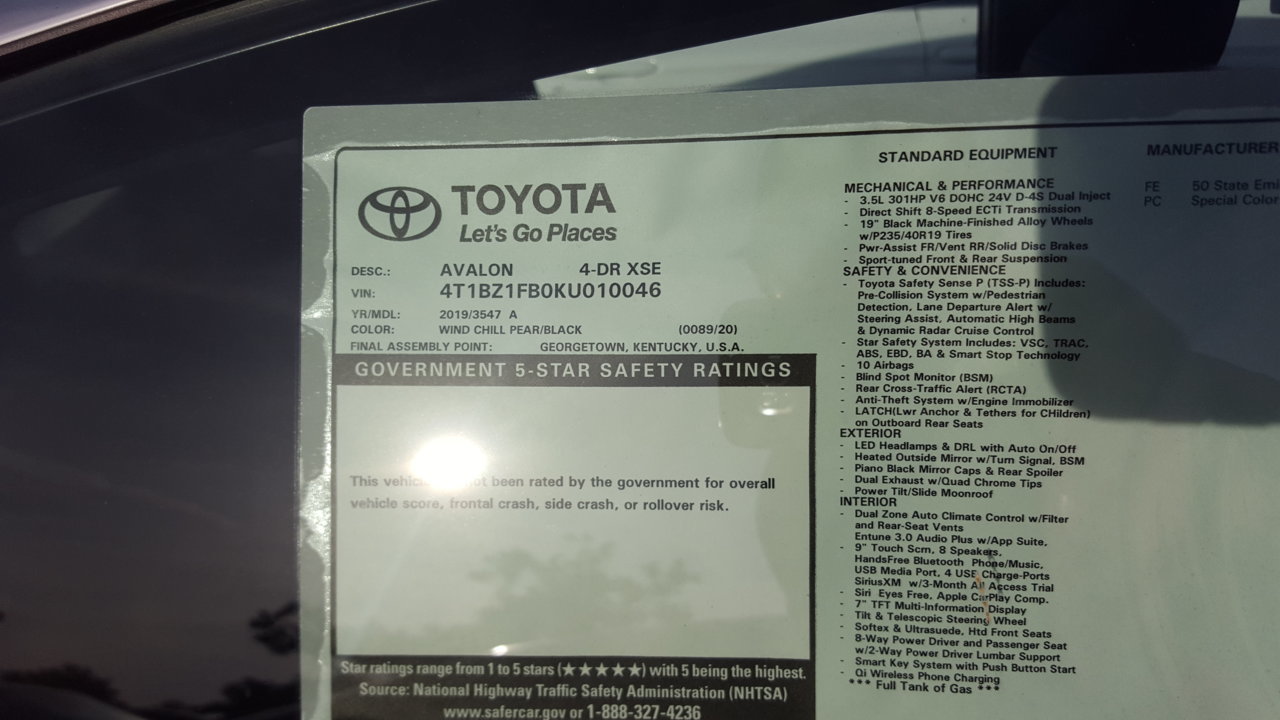 TOYOTA
Let's Go Places
DESC.: AVALON 4-DR XSE
VIN: 4T1BZ1FB0KU010046
YR/MDL: 2019/3547 A
COLOR: WIND CHILL PEAR/BLACK (0089/20)
FINAL ASSEMBLY POINT: GEORGETOWN, KENTUCKY, U.S.A.
GOVERNMENT 5-STAR SAFETY RATINGS
This been rated by the government for overall
vehicle score, frontal crash, side crash, or rollover risk.
Star ratings range from 1 to 5 stars (★★★★★) with 5 being the highest.
Source: National Highway Traffic Safety Administration (NHTSA)
www.safercar.gov or 1-888-327-4236
STANDARD EQUIPMENT
MECHANICAL & PERFORMANCE
- 3.5L 301HP V6 DOHC 24V D-4S Dual Inject
- Direct Shift 8-Speed ECTi Transmission
- 19" Black Machine-Finished Alloy Wheels
w/P235/40R19 Tires
- Pwr-Assist FR/Vent RR/Solid Disc Brakes
- Sport-tuned Front & Rear Suspension
SAFETY & CONVENIENCE
- Toyota Safety Sense P (TSS-P) Includes:
Pre-Collision System w/Pedestrian
Detection, Lane Departure Alert w/
Steering Assist, Automatic High Beams
& Dynamic Radar Cruise Control
- Star Safety System Includes: VSC, TRAC,
ABS, EBD, BA & Smart Stop Technology
- 10 Airbags
- Blind Spot Monitor (BSM)
- Rear Cross-Traffic Alert (RCTA)
- Anti-Theft System w/Engine Immobilizer
- LATCH(Lwr Anchor & Tethers for CHildren)
on Outboard Rear Seats
EXTERIOR
- LED Headlamps & DRL with Auto On/Off
- Heated Outside Mirror w/Turn Signal, BSM
- Piano Black Mirror Caps & Rear Spoiler
- Dual Exhaust w/Quad Chrome Tips
- Power Tilt/Slide Moonroof
INTERIOR
- Dual Zone Auto Climate Control w/Filter
and Rear-Seat Vents
Entune 3.0 Audio Plus w/App Suite,
- 9" Touch Scrn, 8 Speakers,
HandsFree Bluetooth Phone/Music,
USB Media Port, 4 USE Charge-Ports
SiriusXM w/3-Month All Access Trial
- Siri Eyes Free, Apple CarPlay Comp.
- 7" TFT Multi-Information Display
- Tilt & Telescopic Steering Wheel
- Softex & Ultrasuede, Htd Front Seats
- 8-Way Power Driver and Passenger Seat
w/2-Way Power Driver Lumbar Support
- Smart Key System with Push Button Start
- Qi Wireless Phone Charging
*** Full Tank of Gas ***
MANUFACTURER
FE 50 State Emi
PC Special Color